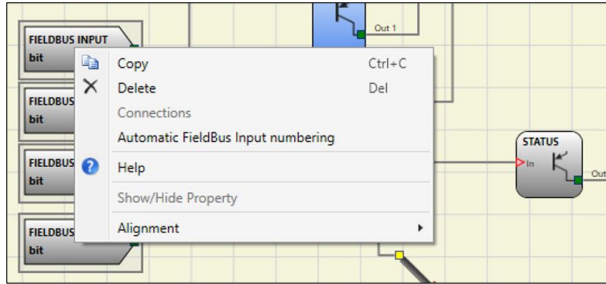 Out 1
FIELDBUS INPUT
bit
Copy Ctrl+C
Delete Del
FIELDBUS
bit
Connections
Automatic FieldBus Input numbering
STATUS
In
Out
FIELDBUS
bit
Help
Show/Hide Property
FIELDBUS
bit
Alignment